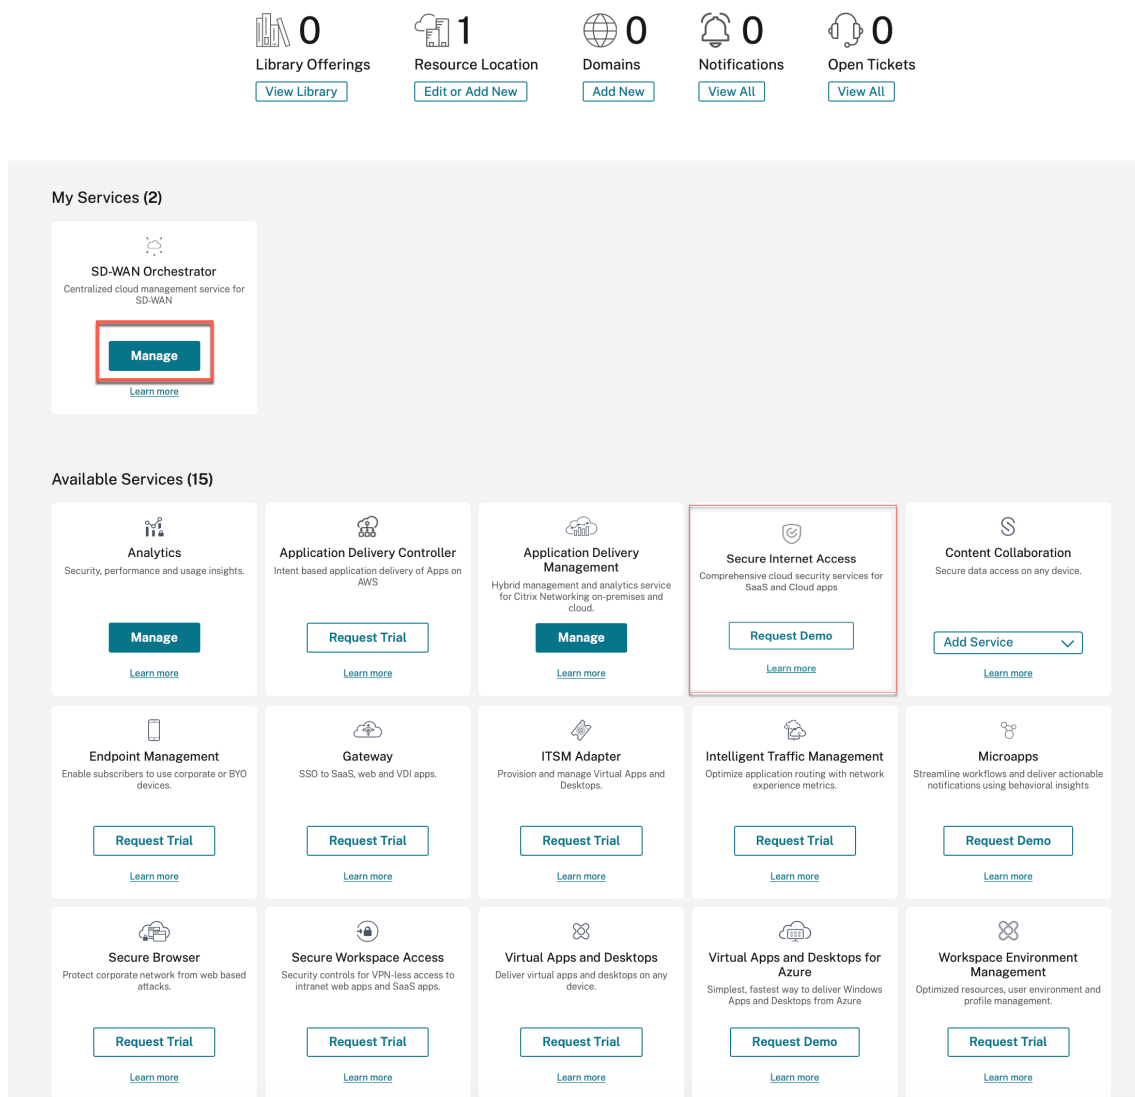 0
Library Offerings
View Library
1
Resource Location
Edit or Add New
0
Domains
Add New
0
Notifications
View All
0
Open Tickets
View All
My Services (2)
SD-WAN Orchestrator
Centralized cloud management service for
SD-WAN
Manage
Learn more
Available Services (15)
Analytics
Security, performance and usage insights.
Manage
Learn more
Application Delivery Controller
Intent based application delivery of Apps on
AWS
Request Trial
Learn more
Application Delivery
Management
Hybrid management and analytics service
for Citrix Networking on-premises and
cloud.
Manage
Learn more
Secure Internet Access
Comprehensive cloud security services for
SaaS and Cloud apps
Request Demo
Learn more
Content Collaboration
Secure data access on any device.
Add Service
Learn more
Endpoint Management
Enable subscribers to use corporate or BYO
devices.
Request Trial
Learn more
Gateway
SSO to SaaS, web and VDI apps.
Request Trial
Learn more
ITSM Adapter
Provision and manage Virtual Apps and
Desktops.
Request Trial
Learn more
Intelligent Traffic Management
Optimize application routing with network
experience metrics.
Request Trial
Learn more
Microapps
Streamline workflows and deliver actionable
notifications using behavioral insights
Request Demo
Learn more
Secure Browser
Protect corporate network from web based
attacks.
Request Trial
Learn more
Secure Workspace Access
Security controls for VPN-less access to
intranet web apps and SaaS apps.
Request Trial
Learn more
Virtual Apps and Desktops
Deliver virtual apps and desktops on any
device.
Request Trial
Learn more
Virtual Apps and Desktops for
Azure
Simplest, fastest way to deliver Windows
Apps and Desktops from Azure
Request Demo
Learn more
Workspace Environment
Management
Optimized resources, user environment and
profile management.
Request Trial
Learn more